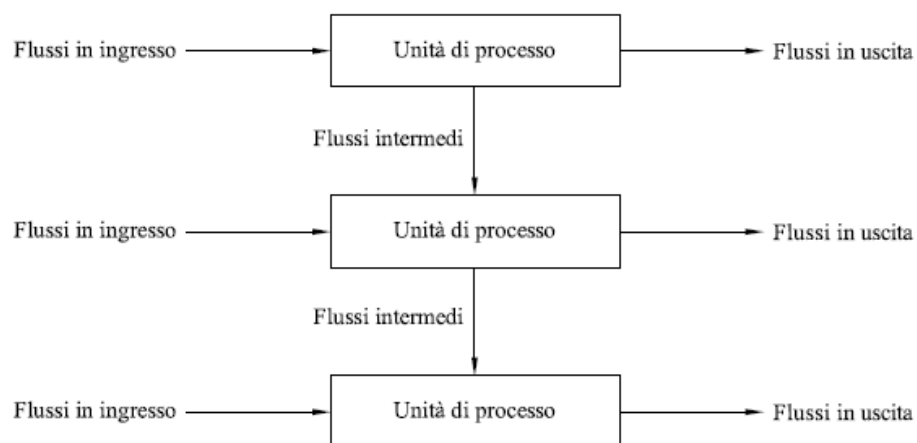 Flussi in ingresso
Unità di processo
Flussi in uscita
Flussi intermedi
Flussi in ingresso
Unità di processo
Flussi in uscita
Flussi intermedi
Flussi in ingresso
Unità di processo
Flussi in uscita